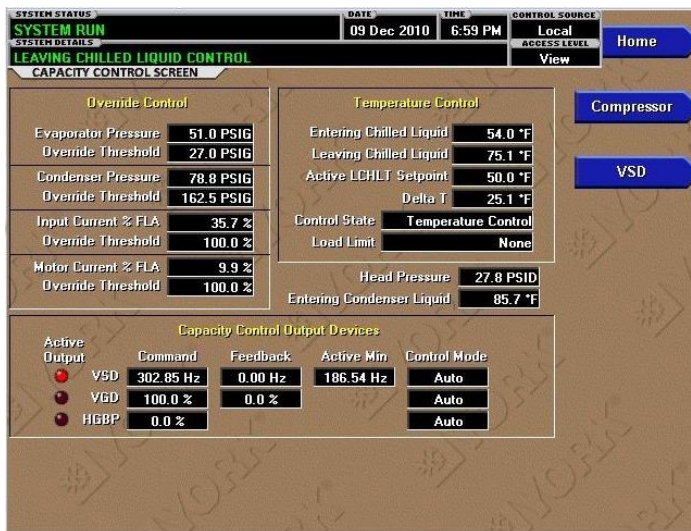 SYSTEM STATUS
SYSTEM RUN
DATE
09 Dec 2010
TIME
6:59 PM
CONTROL SOURCE
Local
SYSTEM DETAILS
LEAVING CHILLED LIQUID CONTROL
ACCESS LEVEL
View
CAPACITY CONTROL SCREEN
Home
Compressor
VSD
Override Control
Evaporator Pressure 51.0 PSIG
Override Threshold 27.0 PSIG
Condenser Pressure 78.8 PSIG
Override Threshold 162.5 PSIG
Input Current % FLA 35.7 %
Override Threshold 100.0 %
Motor Current % FLA 9.9 %
Override Threshold 100.0 %
Temperature Control
Entering Chilled Liquid 54.0 °F
Leaving Chilled Liquid 75.1 °F
Active LCHLT Setpoint 50.0 °F
Delta T 25.1 °F
Control State Temperature Control
Load Limit None
Head Pressure 27.8 PSID
Entering Condenser Liquid 85.7 °F
Capacity Control Output Devices
Active Output Command Feedback Active Min Control Mode
VSD 302.85 Hz 0.00 Hz 186.54 Hz Auto
VGD 100.0 % 0.0 % Auto
HGBP 0.0 % Auto
YORK